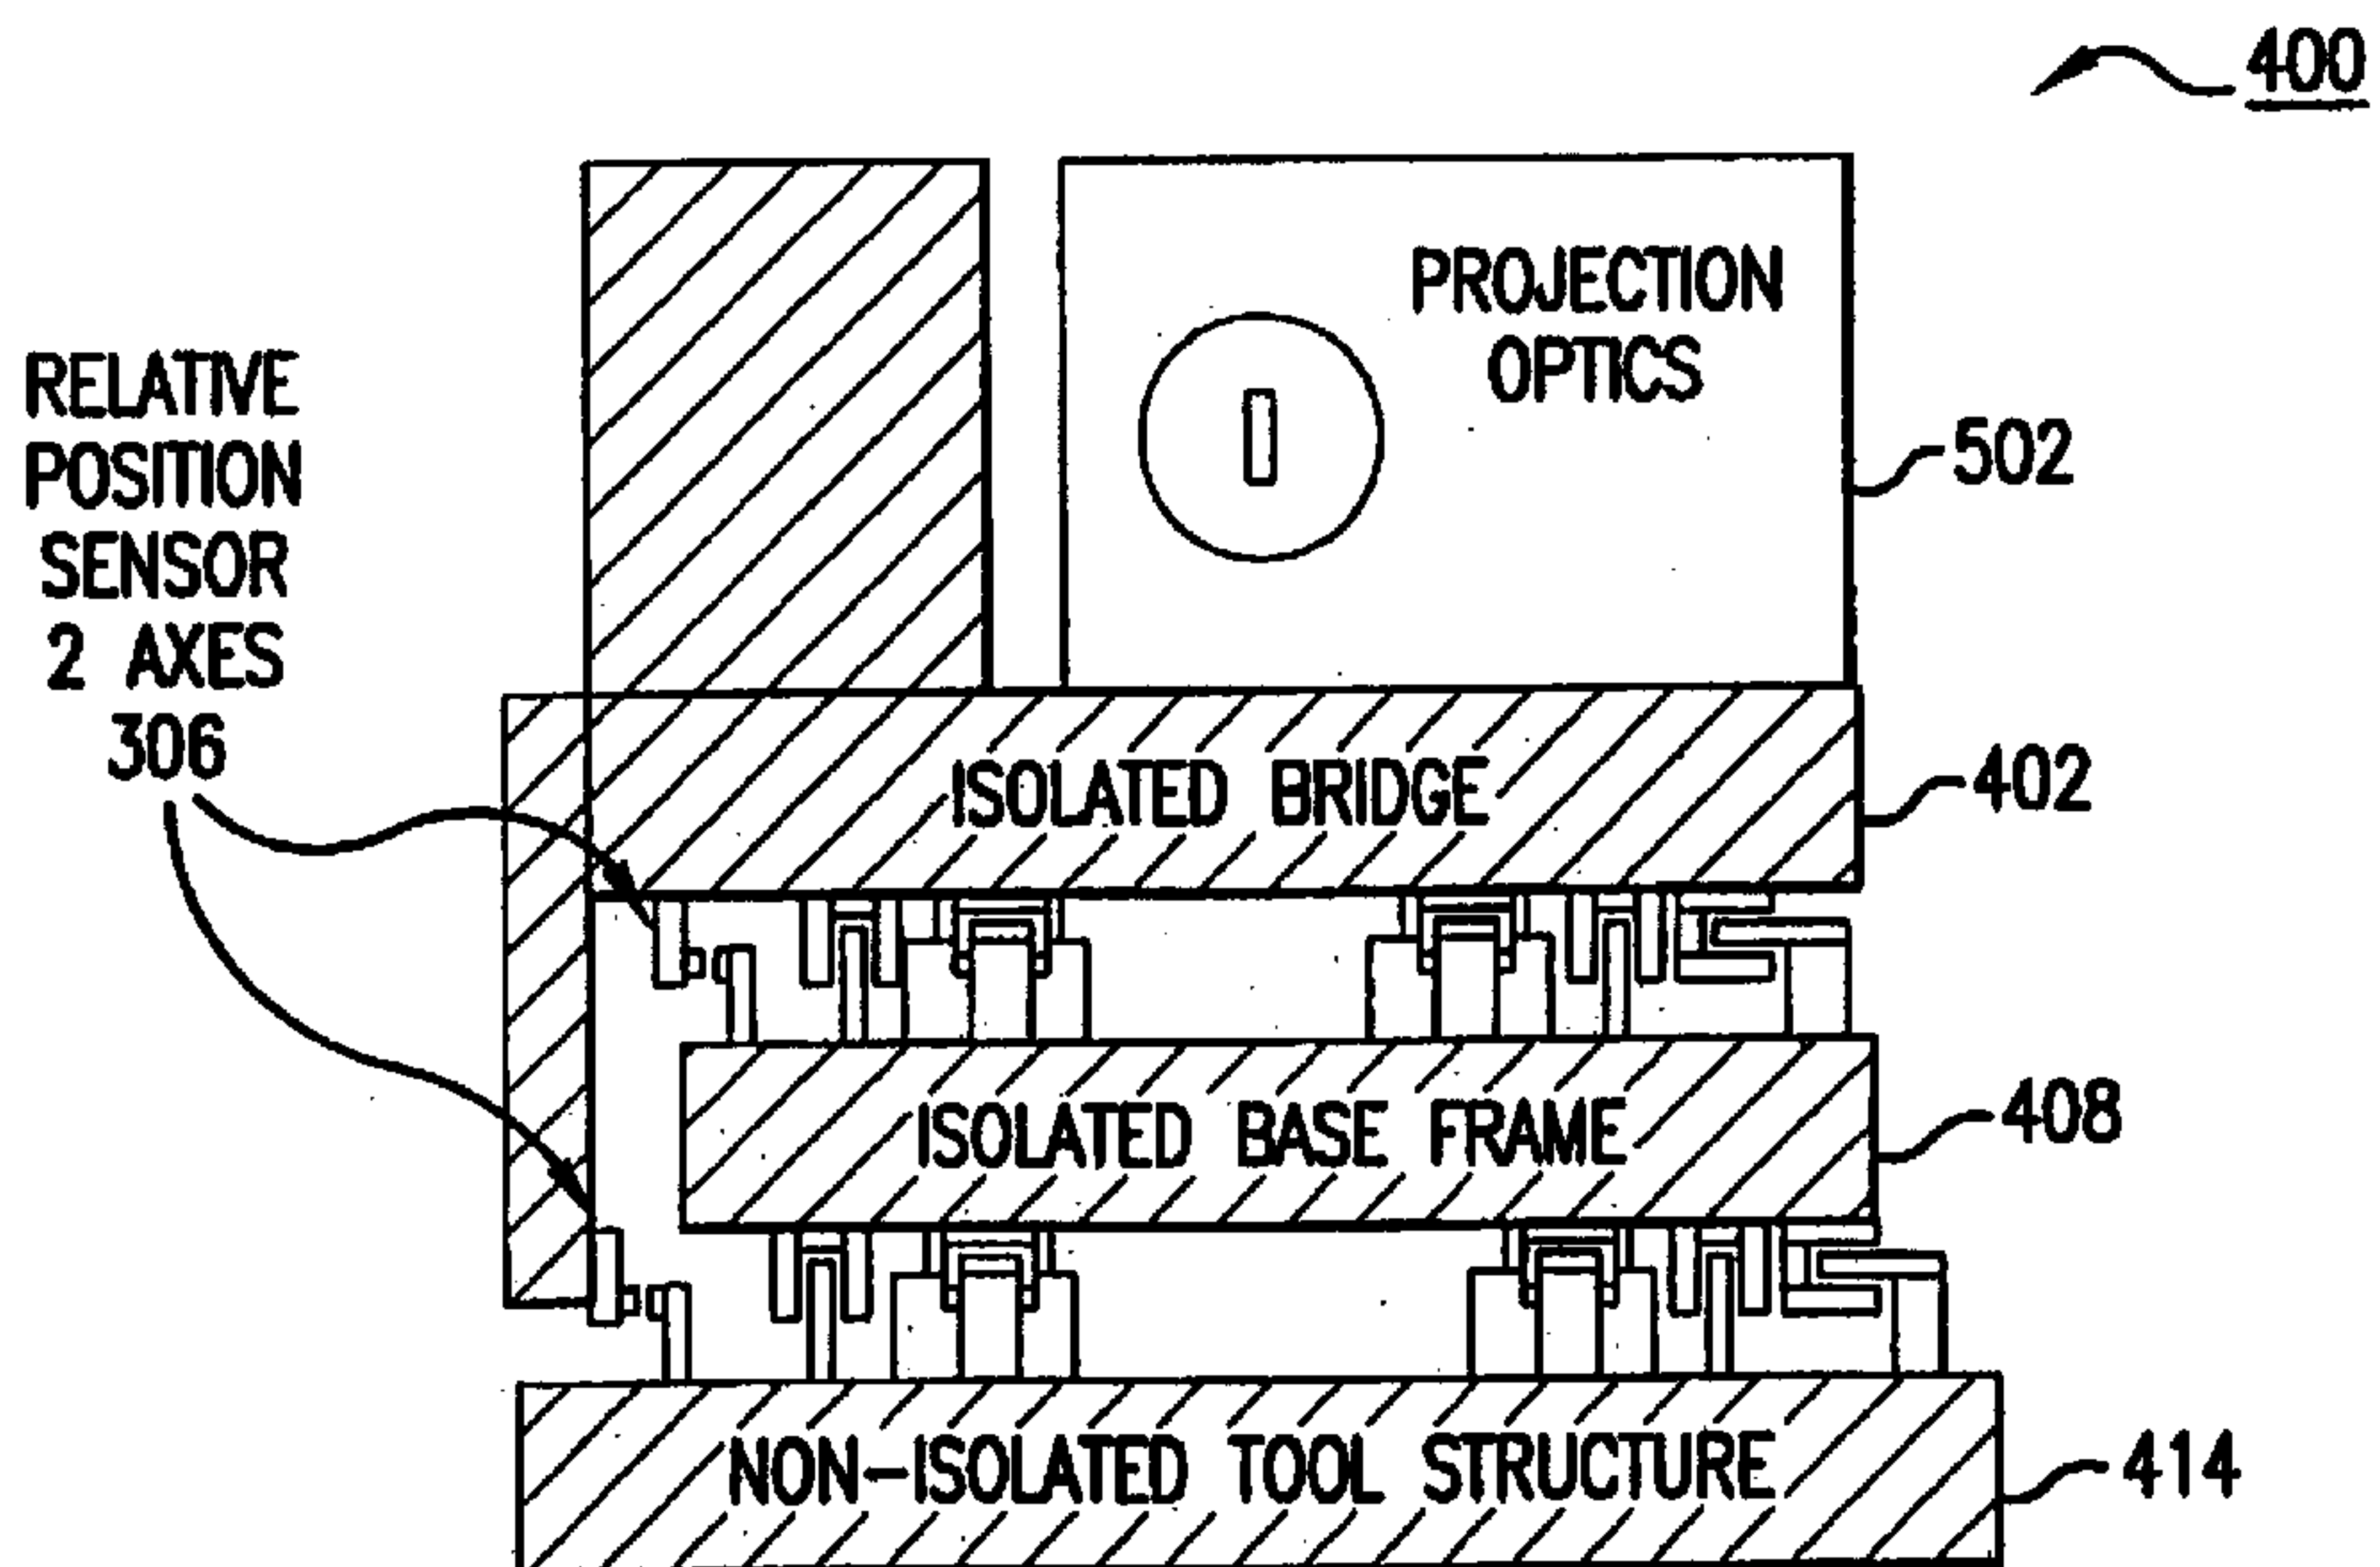 400
PROJECTION
OPTICS
502
RELATIVE
POSITION
SENSOR
2 AXES
306
ISOLATED BRIDGE
402
ISOLATED BASE FRAME
408
NON-ISOLATED TOOL STRUCTURE
414